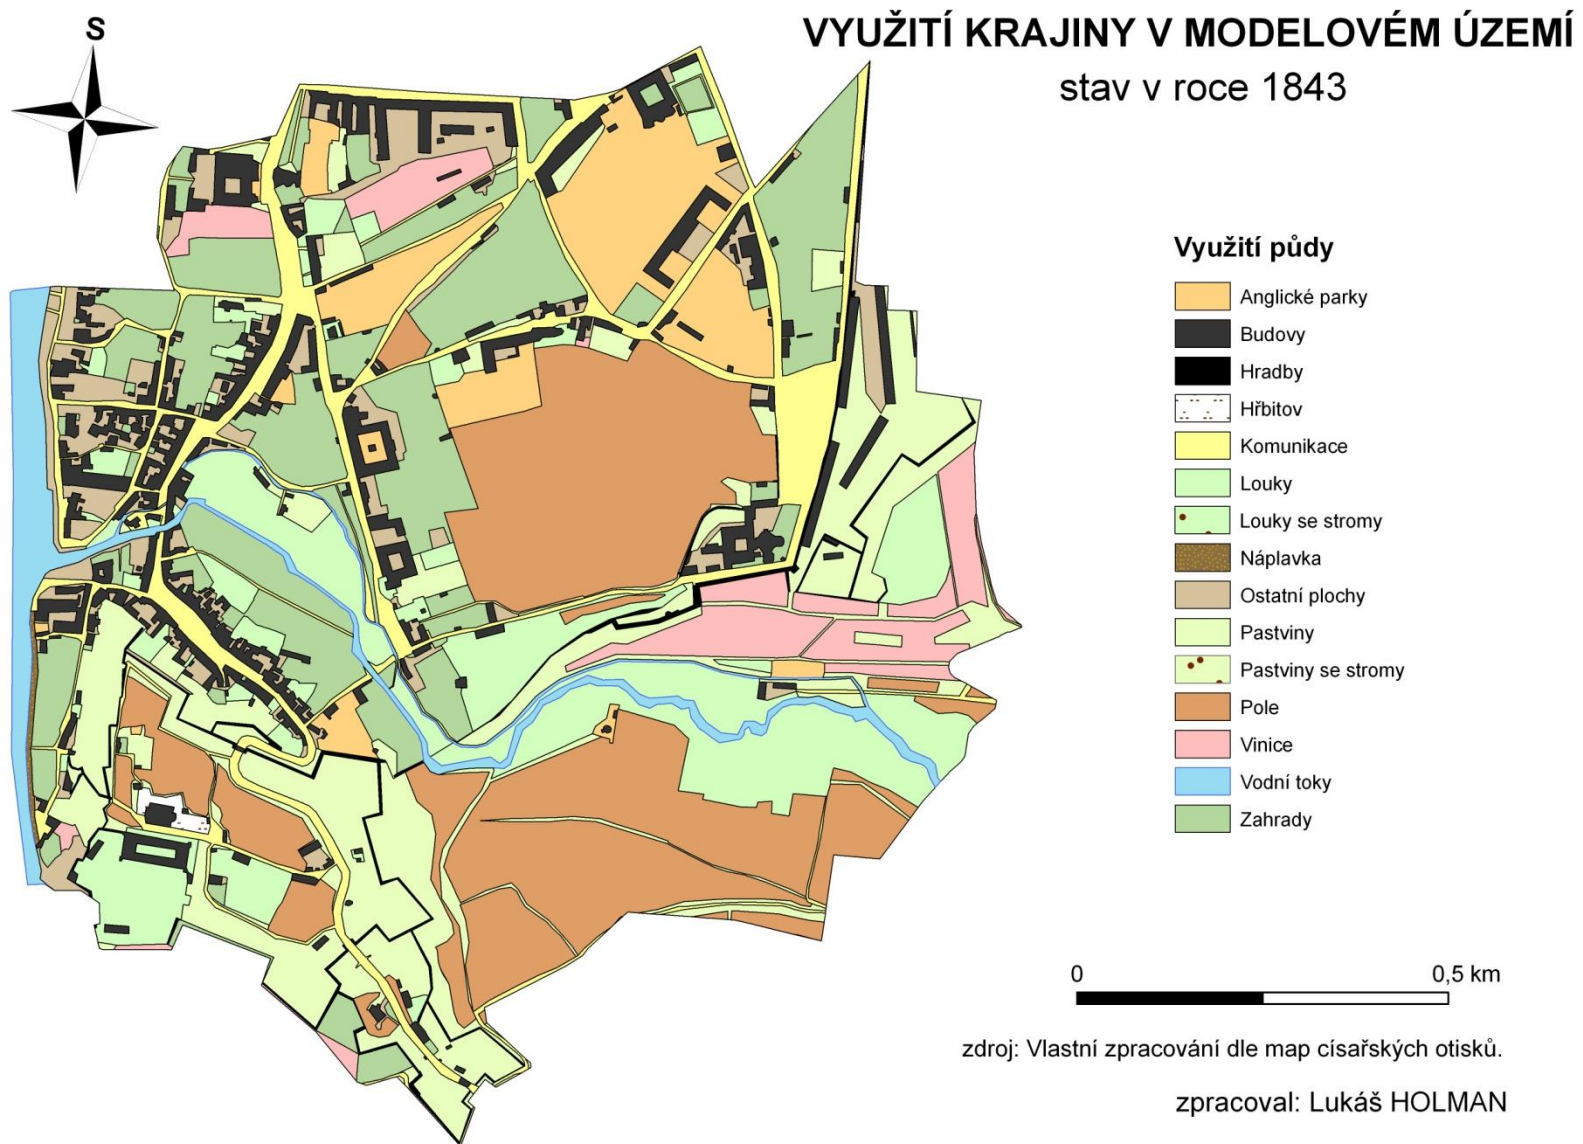 VYUŽITÍ KRAJINY V MODELOVÉM ÚZEMÍ
stav v roce 1843
S
Využití půdy
Anglické parky
Budovy
Hradby
Hřbitov
Komunikace
Louky
Louky se stromy
Náplavka
Ostatní plochy
Pastviny
Pastviny se stromy
Pole
Vinice
Vodní toky
Zahrady
0 0,5 km
zdroj: Vlastní zpracování dle map císařských otisků.
zpracoval: Lukáš HOLMAN